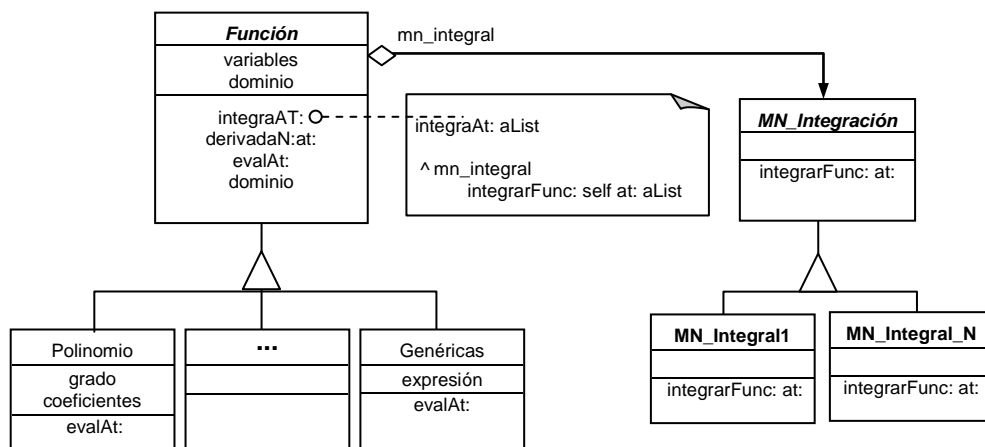 Función
variables
dominio
integraAT:
derivadaN:at:
evalAt:
dominio
mn_integral
integraAt: aList
^ mn_integral
integrarFunc: self at: aList
MN_Integración
integrarFunc: at:
Polinomio
grado
coeficientes
evalAt:
...
Genéricas
expresión
evalAt:
MN_Integral1
integrarFunc: at:
MN_Integral_N
integrarFunc: at: